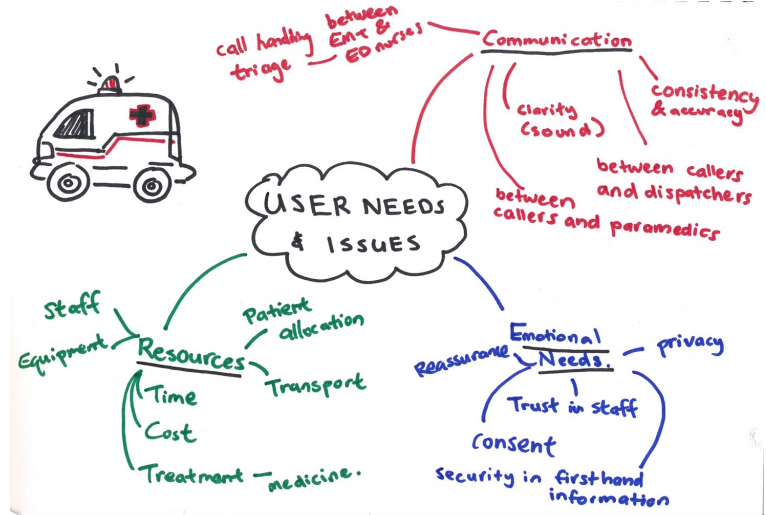 call handling
triage
between
EMT &
ED nurses
Communication
clarity
(sound)
consistency
& accuracy
between callers
and dispatchers
between
callers and paramedics
USER NEEDS
& ISSUES
Staff
Equipment
Resources
Patient
allocation
Transport
Time
Cost
Treatment – medicine.
Emotional
Needs.
Reassurance
privacy
Trust in staff
Consent
security in firsthand
information